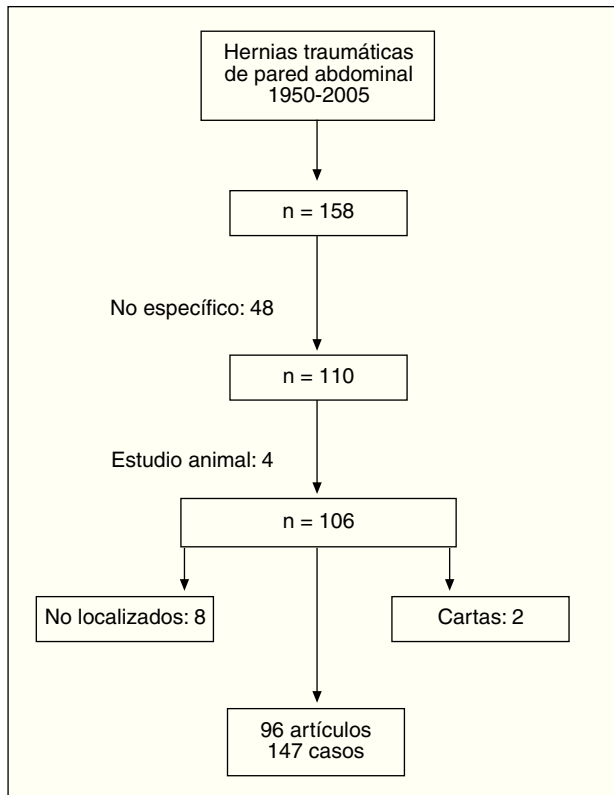 Hernias traumáticas
de pared abdominal
1950-2005
n = 158
No específico: 48
n = 110
Estudio animal: 4
n = 106
No localizados: 8
Cartas: 2
96 artículos
147 casos